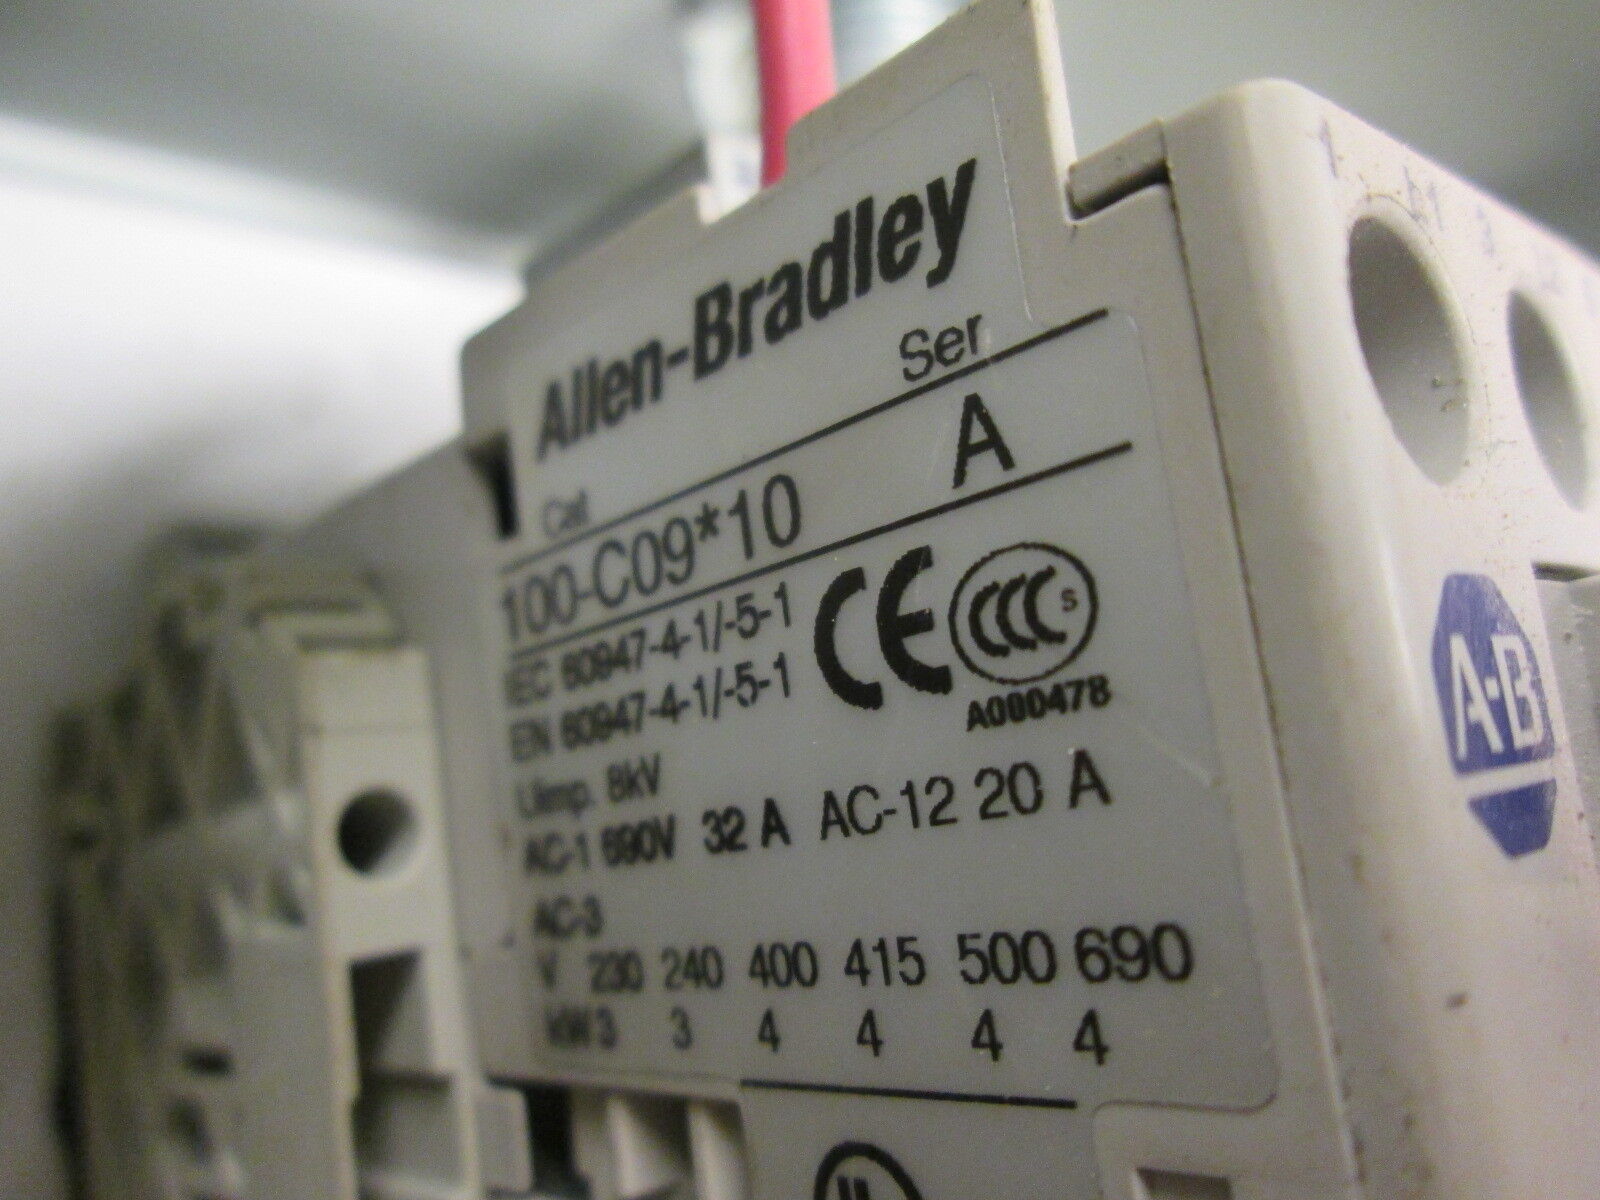 Allen-Bradley
Cat Ser
100-C09*10 A
IEC 60947-4-1/-5-1
EN 60947-4-1/-5-1
CE CCC S
A000478
Uimp. 8kV
AC-1 690V 32 A AC-12 20 A
AC-3
V 230 240 400 415 500 690
kW 3 3 4 4 4 4
A-B